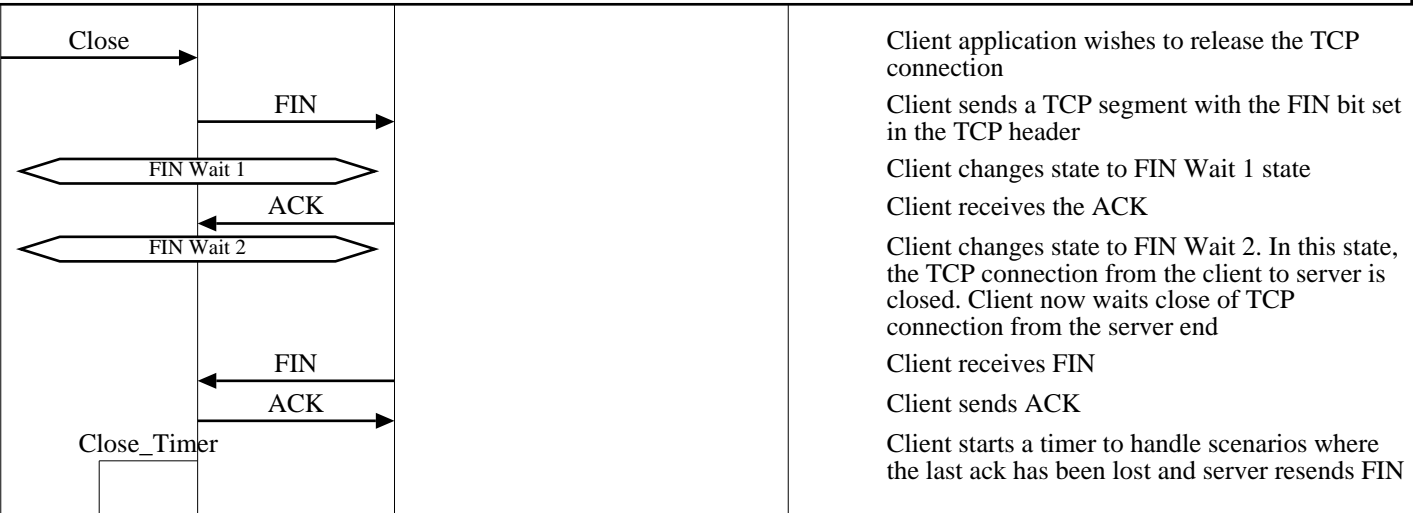 Close
Client application wishes to release the TCP
connection
FIN
Client sends a TCP segment with the FIN bit set
in the TCP header
FIN Wait 1
Client changes state to FIN Wait 1 state
ACK
Client receives the ACK
FIN Wait 2
Client changes state to FIN Wait 2. In this state,
the TCP connection from the client to server is
closed. Client now waits close of TCP
connection from the server end
FIN
Client receives FIN
ACK
Client sends ACK
Close_Timer
Client starts a timer to handle scenarios where
the last ack has been lost and server resends FIN